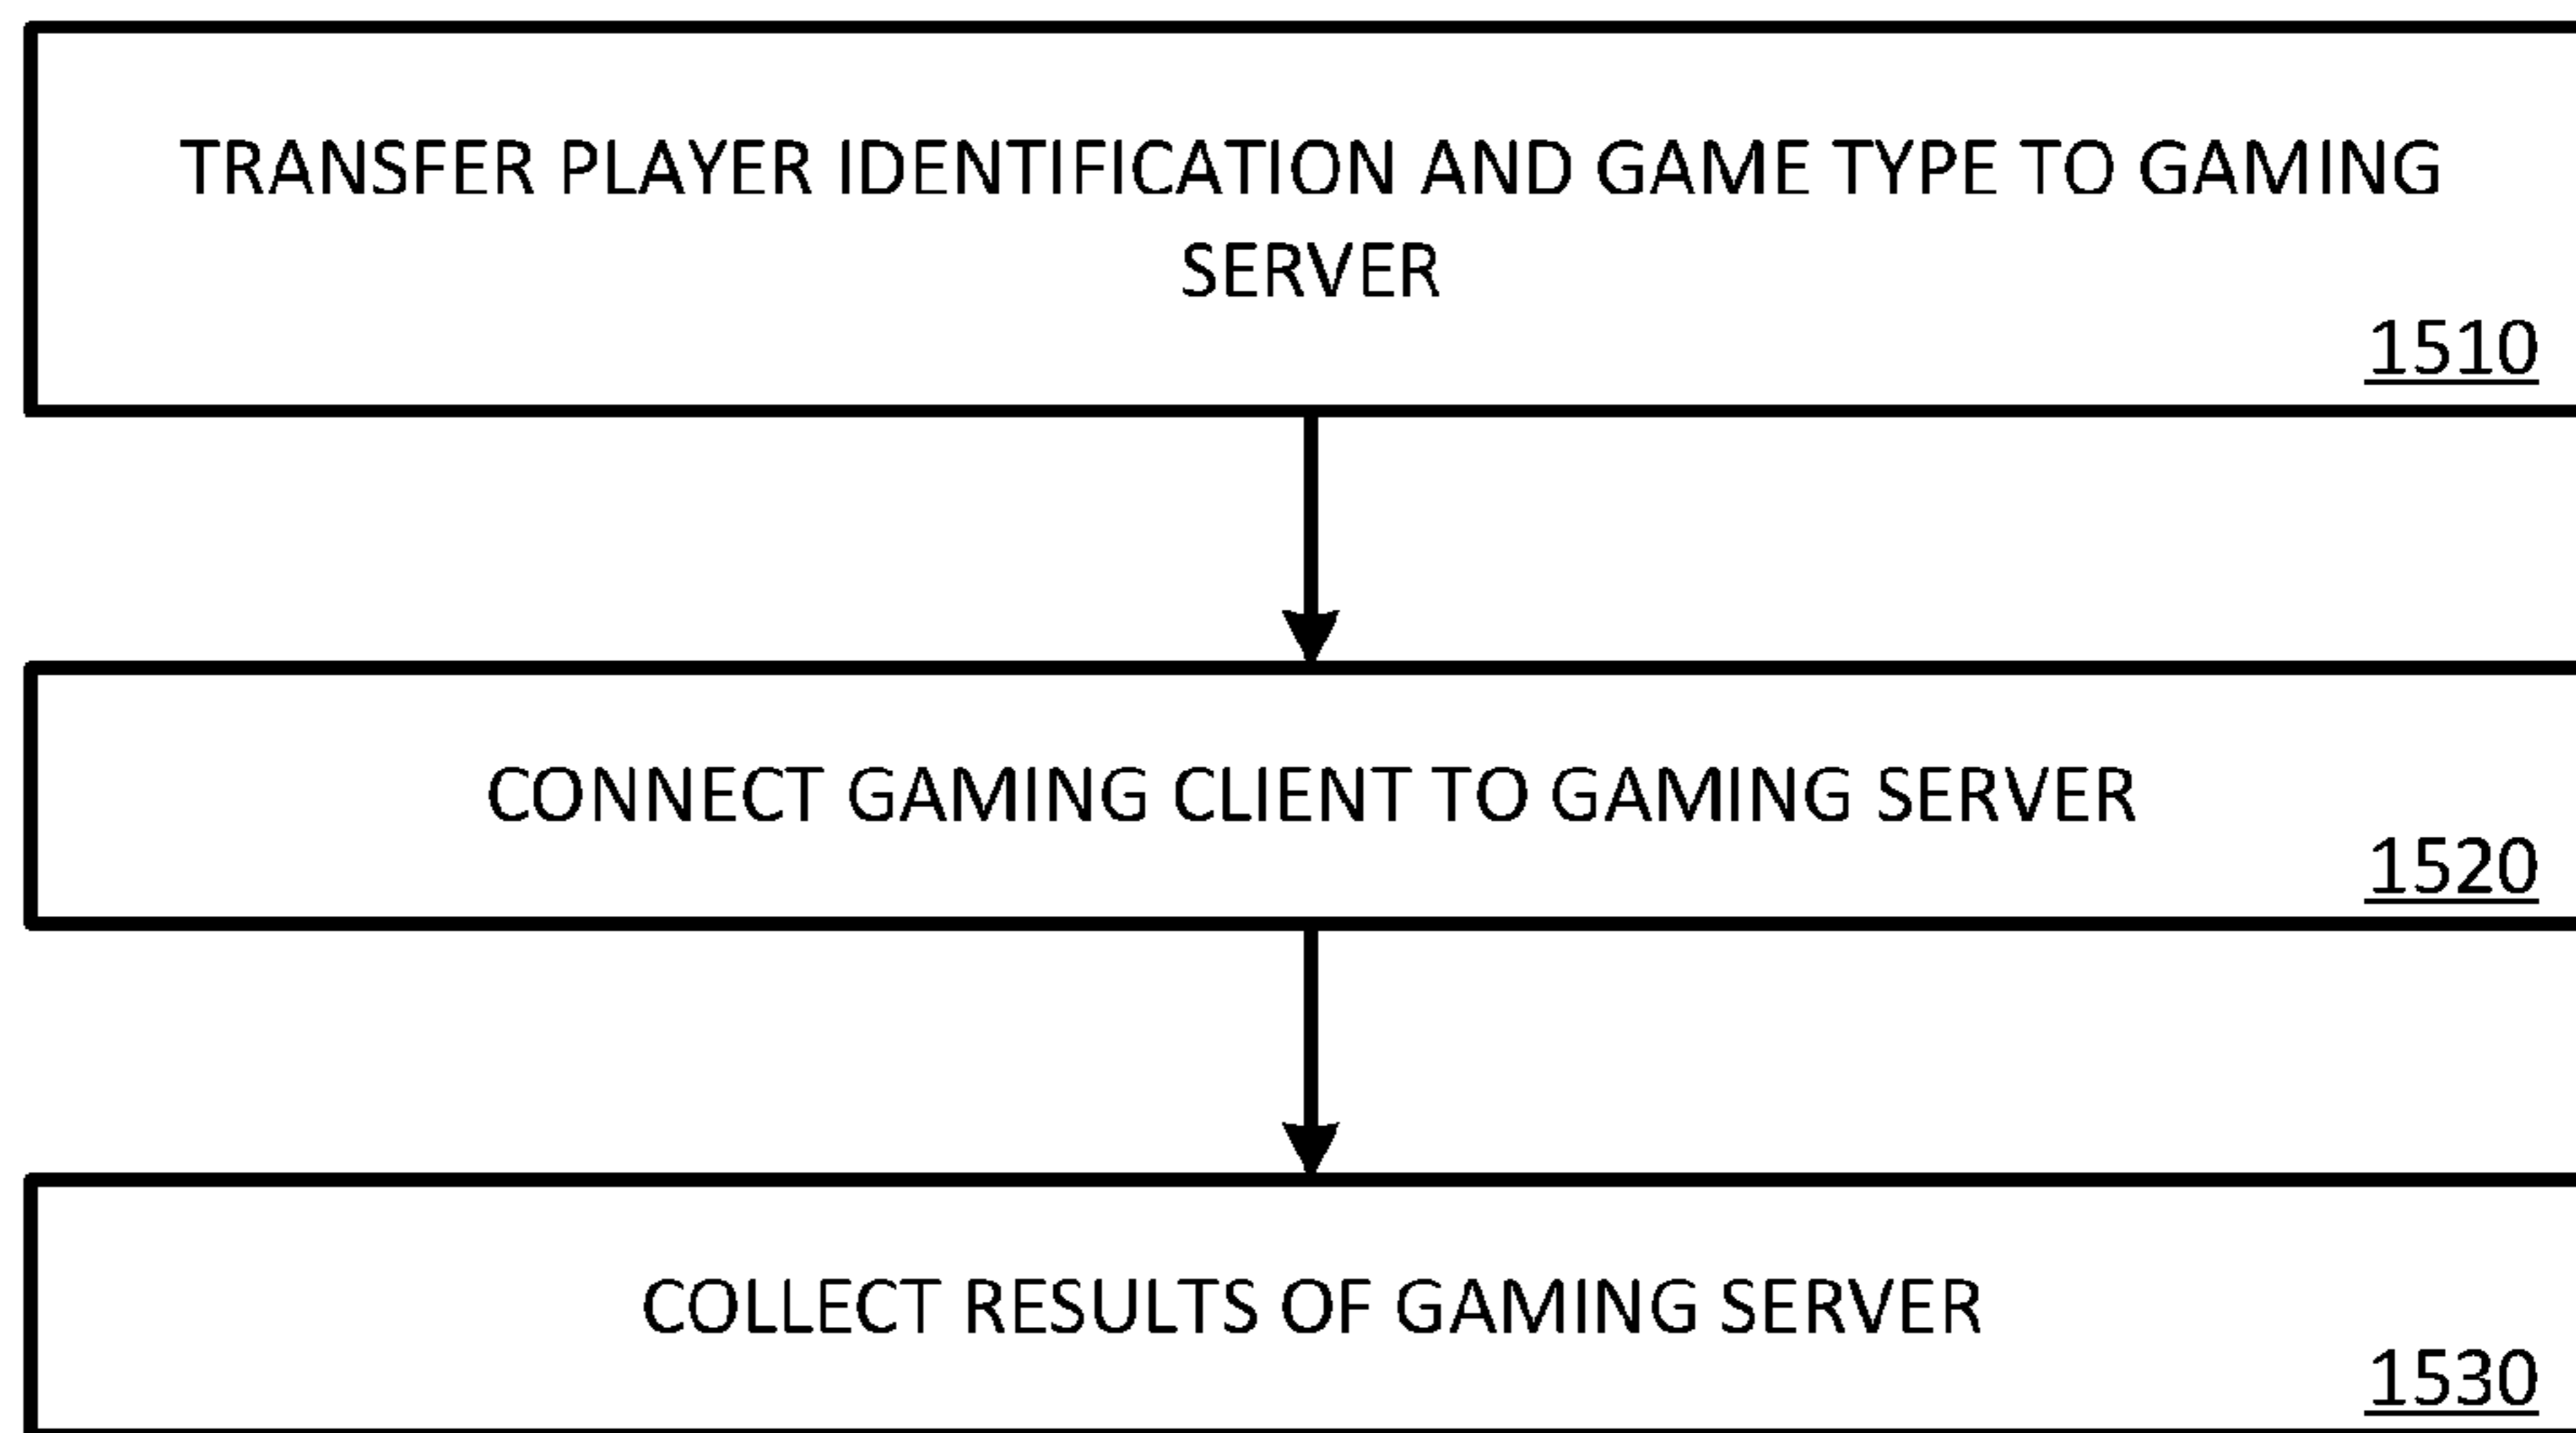 TRANSFER PLAYER IDENTIFICATION AND GAME TYPE TO GAMING
SERVER
1510
CONNECT GAMING CLIENT TO GAMING SERVER
1520
COLLECT RESULTS OF GAMING SERVER
1530